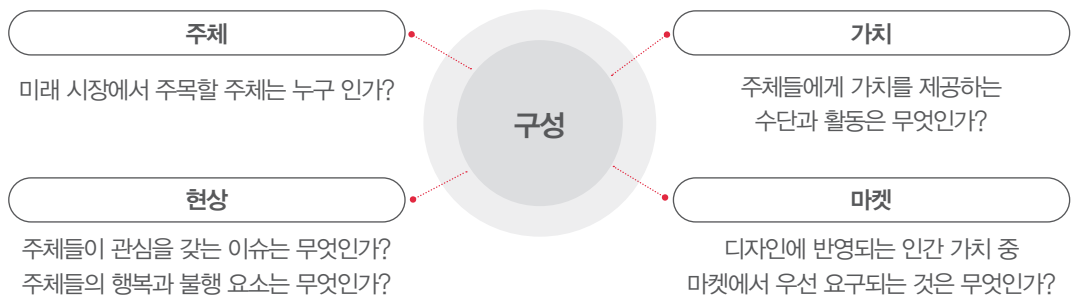 주체
미래 시장에서 주목할 주체는 누구 인가?
가치
주체들에게 가치를 제공하는
수단과 활동은 무엇인가?
구성
현상
주체들이 관심을 갖는 이슈는 무엇인가?
주체들의 행복과 불행 요소는 무엇인가?
마켓
디자인에 반영되는 인간 가치 중
마켓에서 우선 요구되는 것은 무엇인가?